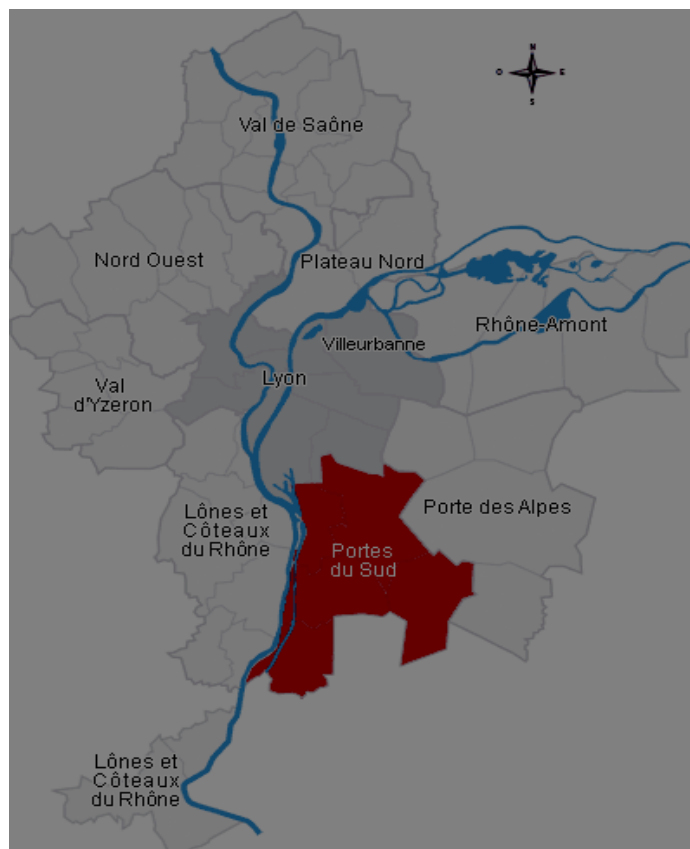 N
O
E
S
Val de Saône
Nord Ouest
Plateau Nord
Rhône-Amont
Villeurbanne
Lyon
Val
d'Yzeron
Lônes et
Côteaux
du Rhône
Porte des Alpes
Portes
du Sud
Lônes et
Côteaux
du Rhône